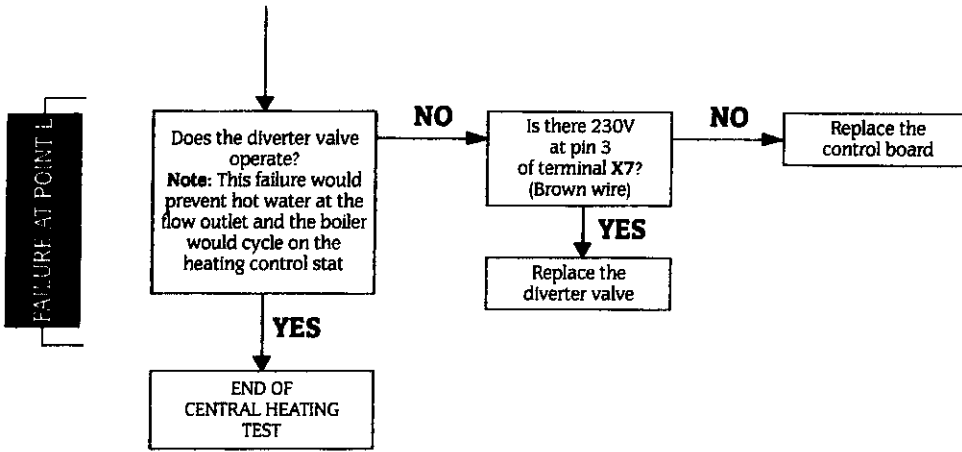 FAILURE AT POINT L
Does the diverter valve
operate?
Note: This failure would
prevent hot water at the
flow outlet and the boiler
would cycle on the
heating control stat
NO
Is there 230V
at pin 3
of terminal X7?
(Brown wire)
NO
Replace the
control board
YES
Replace the
diverter valve
YES
END OF
CENTRAL HEATING
TEST